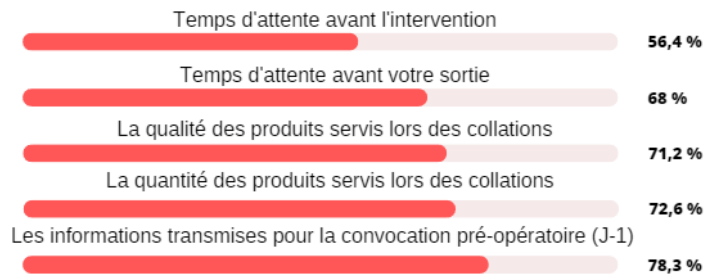 Temps d'attente avant l'intervention
56,4 %
Temps d'attente avant votre sortie
68 %
La qualité des produits servis lors des collations
71,2 %
La quantité des produits servis lors des collations
72,6 %
Les informations transmises pour la convocation pré-opératoire (J-1)
78,3 %